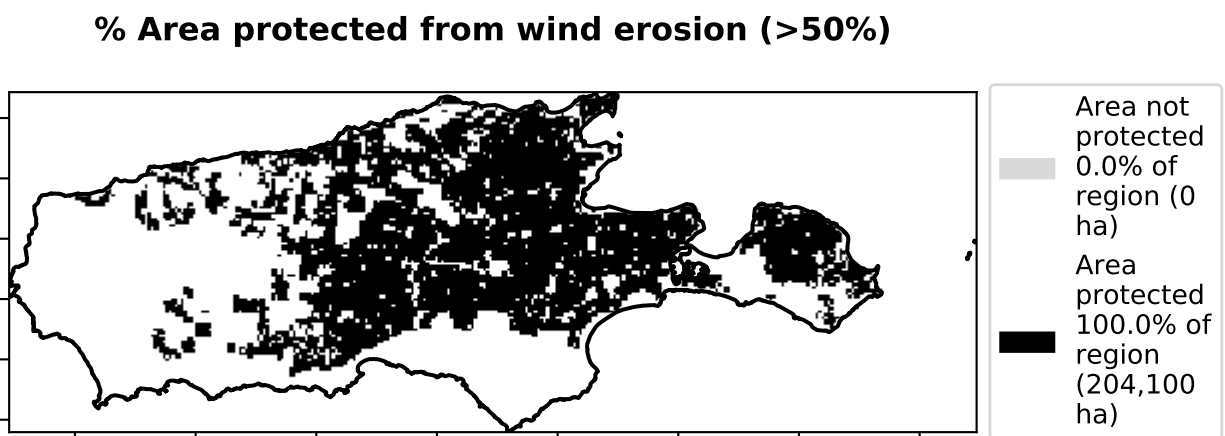 % Area protected from wind erosion (>50%)
Area not
protected
0.0% of
region (0
ha)
Area
protected
100.0% of
region
(204,100
ha)